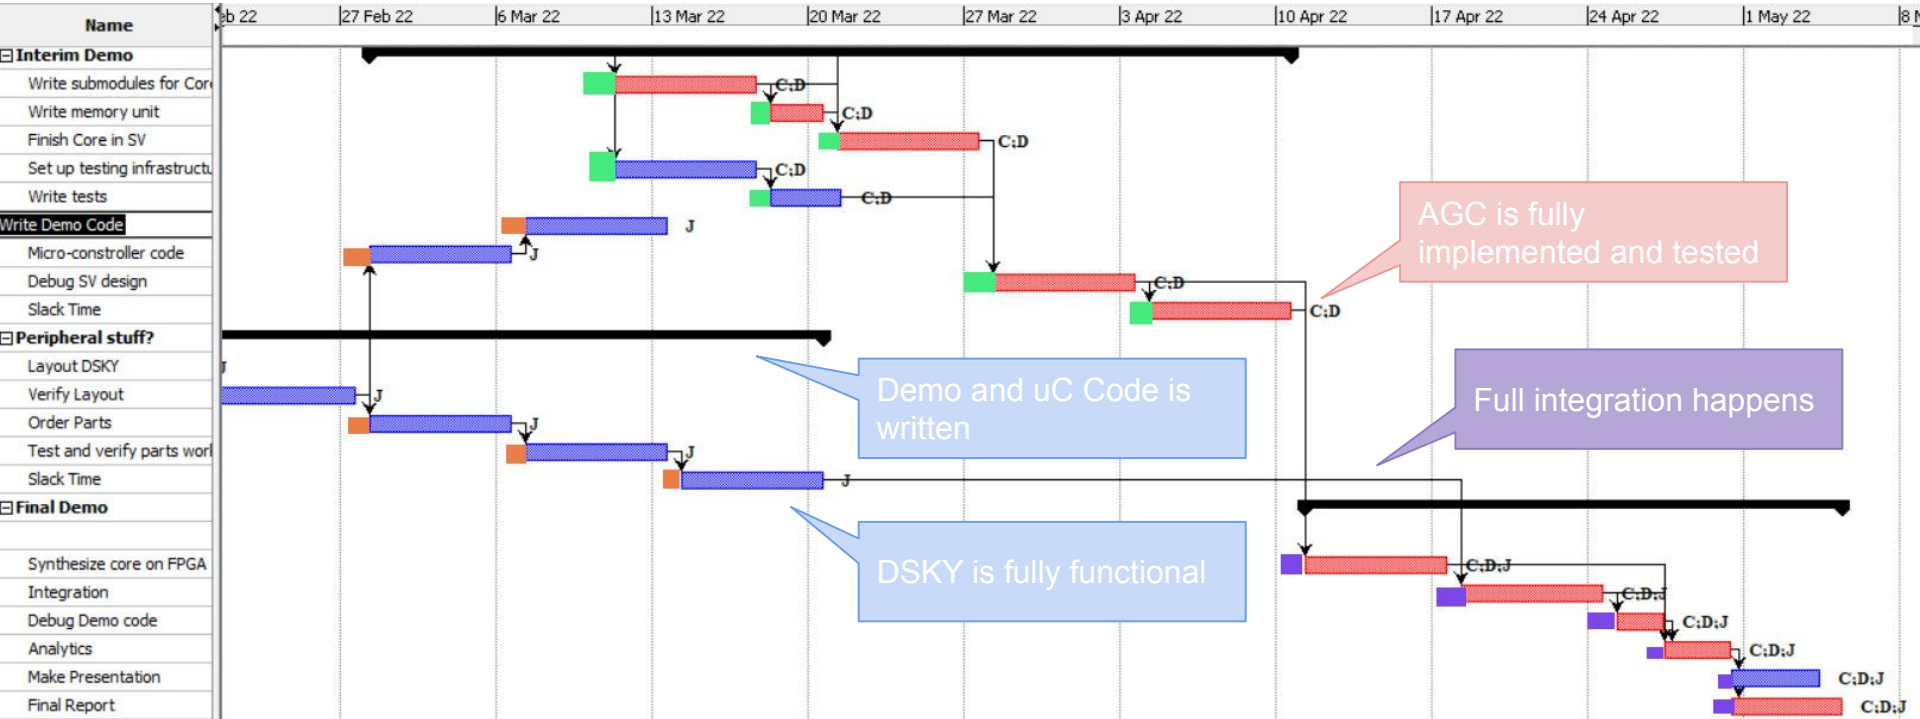 Name
eb 22
27 Feb 22
6 Mar 22
13 Mar 22
20 Mar 22
27 Mar 22
3 Apr 22
10 Apr 22
17 Apr 22
24 Apr 22
1 May 22
8 M
Interim Demo
Write submodules for Core
C;D
Write memory unit
C;D
Finish Core in SV
C;D
Set up testing infrastructu
C;D
Write tests
C;D
Write Demo Code
J
Micro-constroller code
J
Debug SV design
C;D
Slack Time
C;D
AGC is fully
implemented and tested
Peripheral stuff?
Layout DSKY
J
Verify Layout
J
Order Parts
J
Test and verify parts worl
J
Slack Time
J
Demo and uC Code is
written
Full integration happens
DSKY is fully functional
Final Demo
Synthesize core on FPGA
C;D;J
Integration
C;D;J
Debug Demo code
C;D;J
Analytics
C;D;J
Make Presentation
C;D;J
Final Report
C;D;J